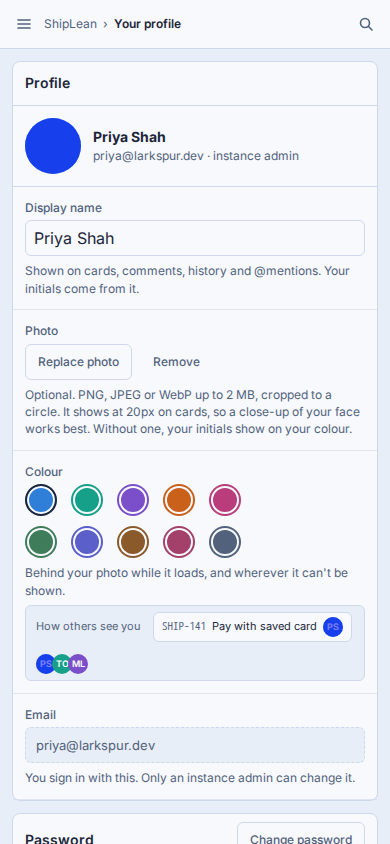 ShipLean › Your profile
Profile
Priya Shah
priya@larkspur.dev · instance admin
Display name
Priya Shah
Shown on cards, comments, history and @mentions. Your
initials come from it.
Photo
Replace photo Remove
Optional. PNG, JPEG or WebP up to 2 MB, cropped to a
circle. It shows at 20px on cards, so a close-up of your face
works best. Without one, your initials show on your colour.
Colour
Behind your photo while it loads, and wherever it can't be
shown.
How others see you SHIP-141 Pay with saved card PS
PS TO ML
Email
priya@larkspur.dev
You sign in with this. Only an instance admin can change it.
Password Change password